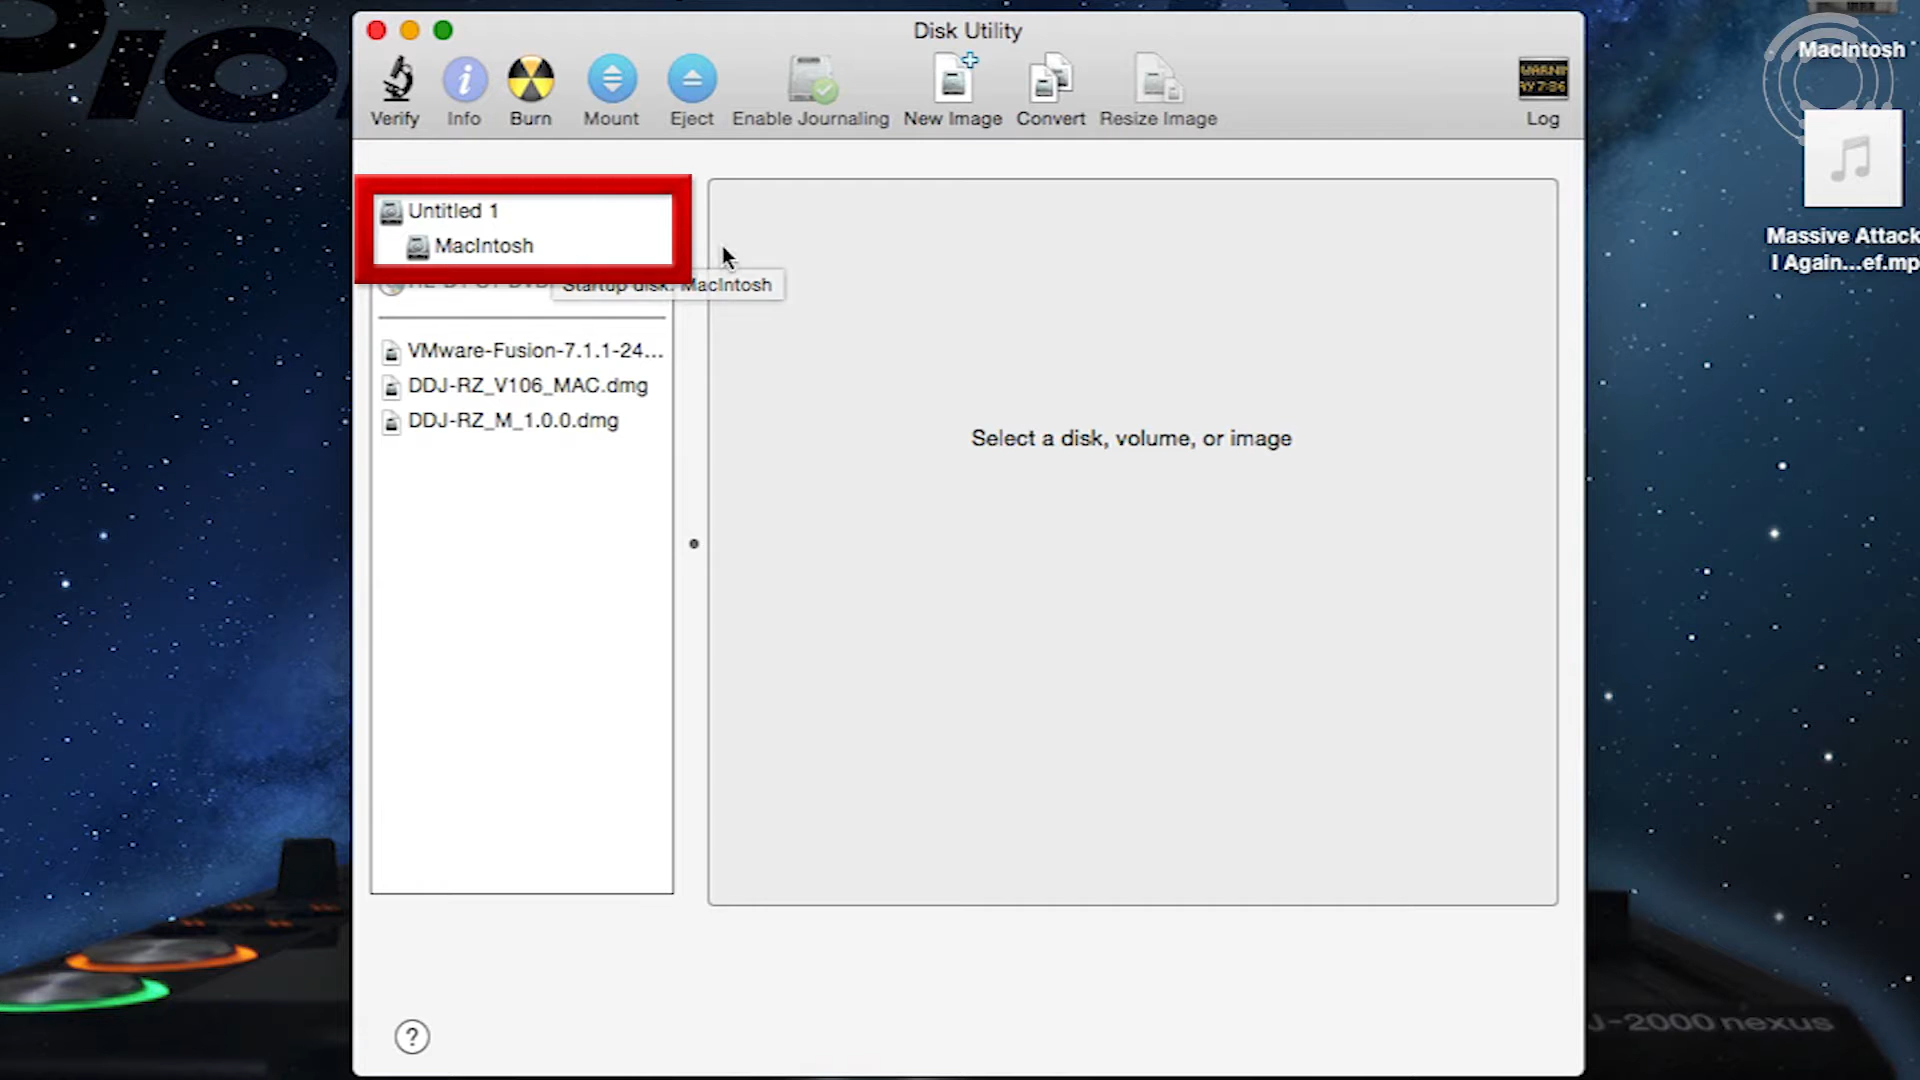 Disk Utility
Verify
Info
Burn
Mount
Eject
Enable Journaling
New Image
Convert
Resize Image
WARNI
Log
MacIntosh
Massive Attack
I Again...ef.mp
Untitled 1
MacIntosh
Startup disk: MacIntosh
VMware-Fusion-7.1.1-24...
DDJ-RZ_V106_MAC.dmg
DDJ-RZ_M_1.0.0.dmg
Select a disk, volume, or image
?
J-2000 nexus